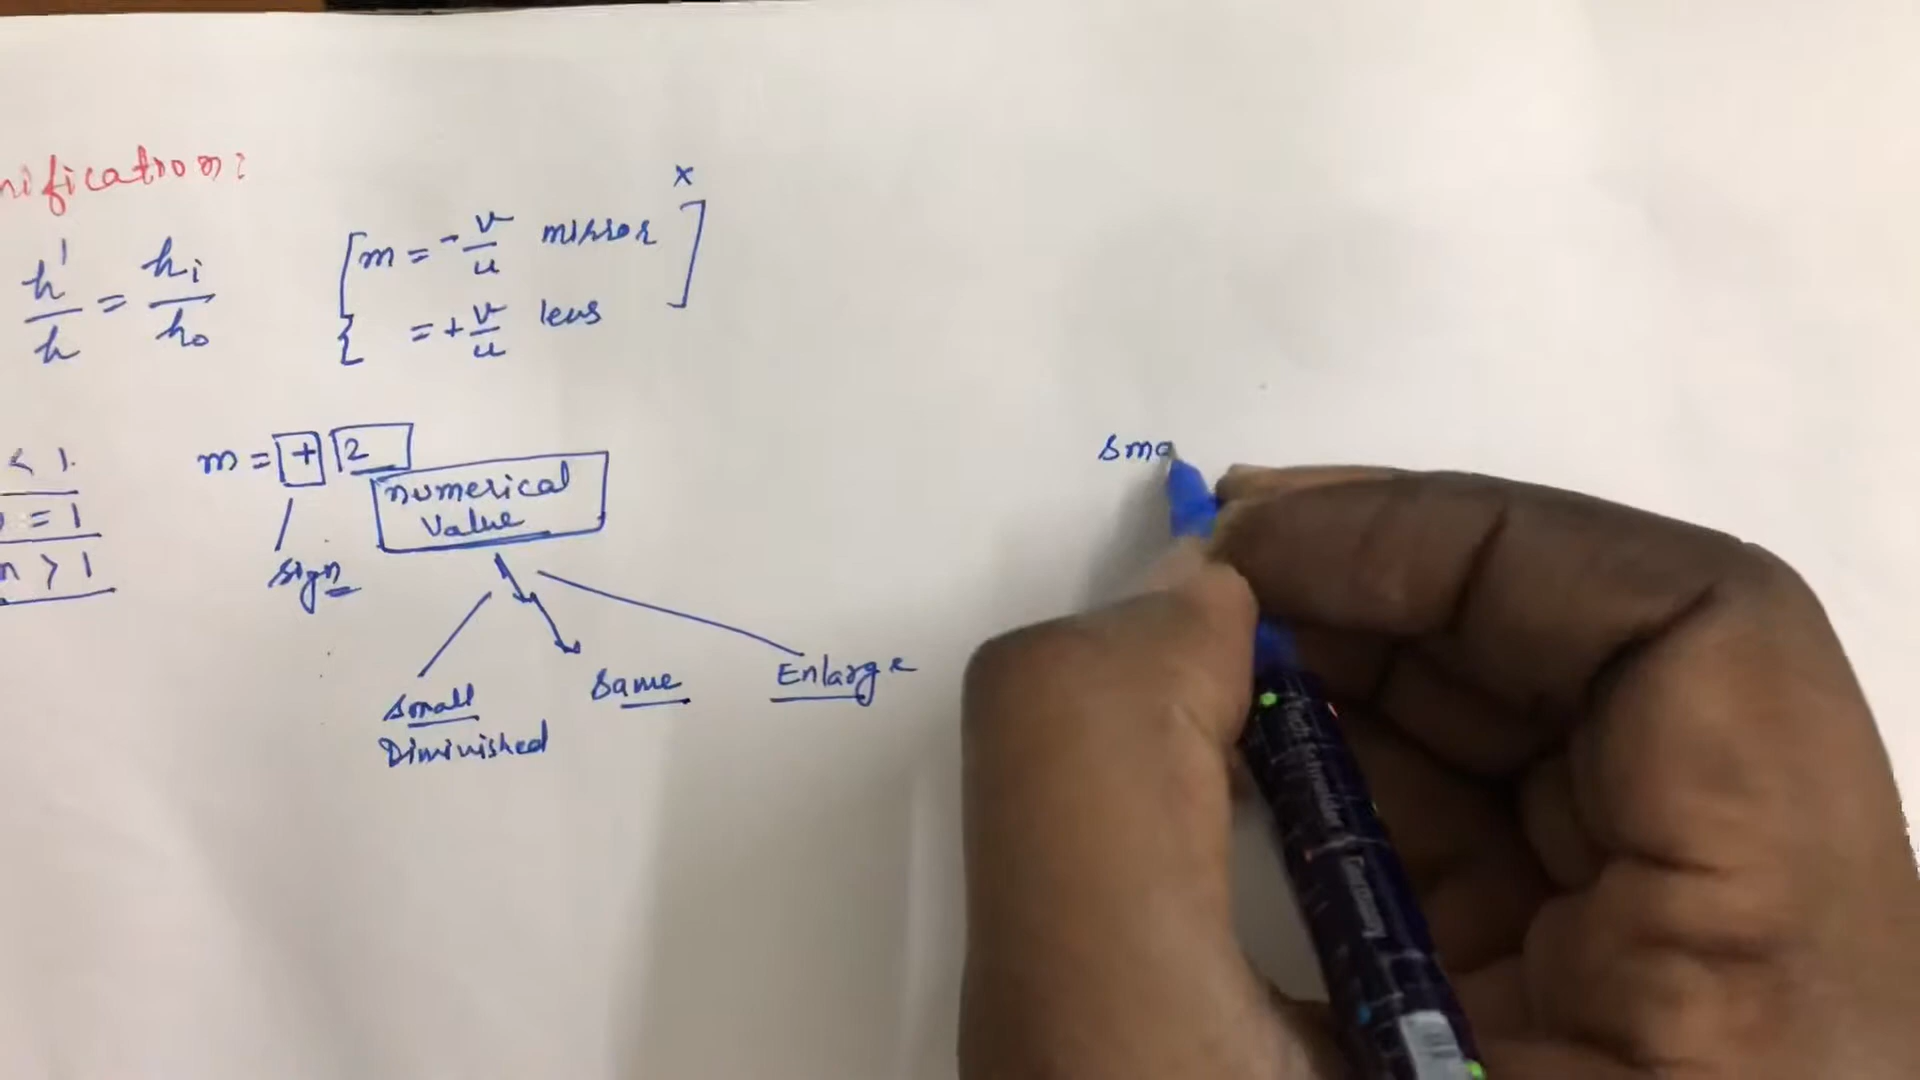 nification:
h'/h = hi/ho
[ m = - v/u mirror ] x
{ = + v/u lens
< 1.
= 1
m > 1
m = + 2
numerical
Value
sign
Small
Diminished
Same
Enlarge
Sma